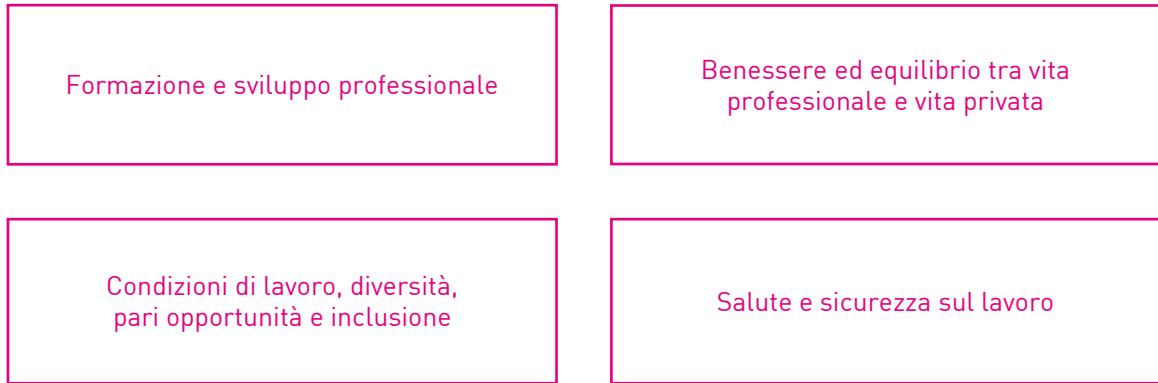 Formazione e sviluppo professionale
Benessere ed equilibrio tra vita
professionale e vita privata
Condizioni di lavoro, diversità,
pari opportunità e inclusione
Salute e sicurezza sul lavoro